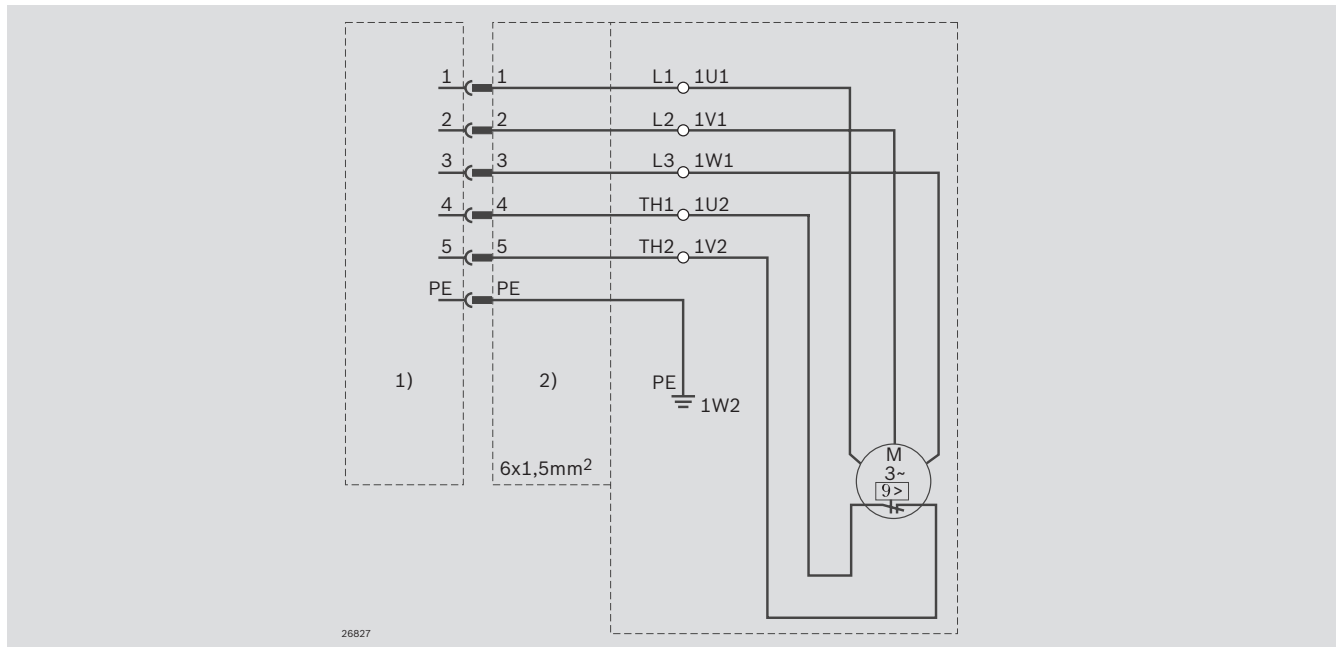 1 1 L1 1U1
2 2 L2 1V1
3 3 L3 1W1
4 4 TH1 1U2
5 5 TH2 1V2
PE PE
1) 2) PE
1W2
6x1,5mm²
M
3~
9>
26827